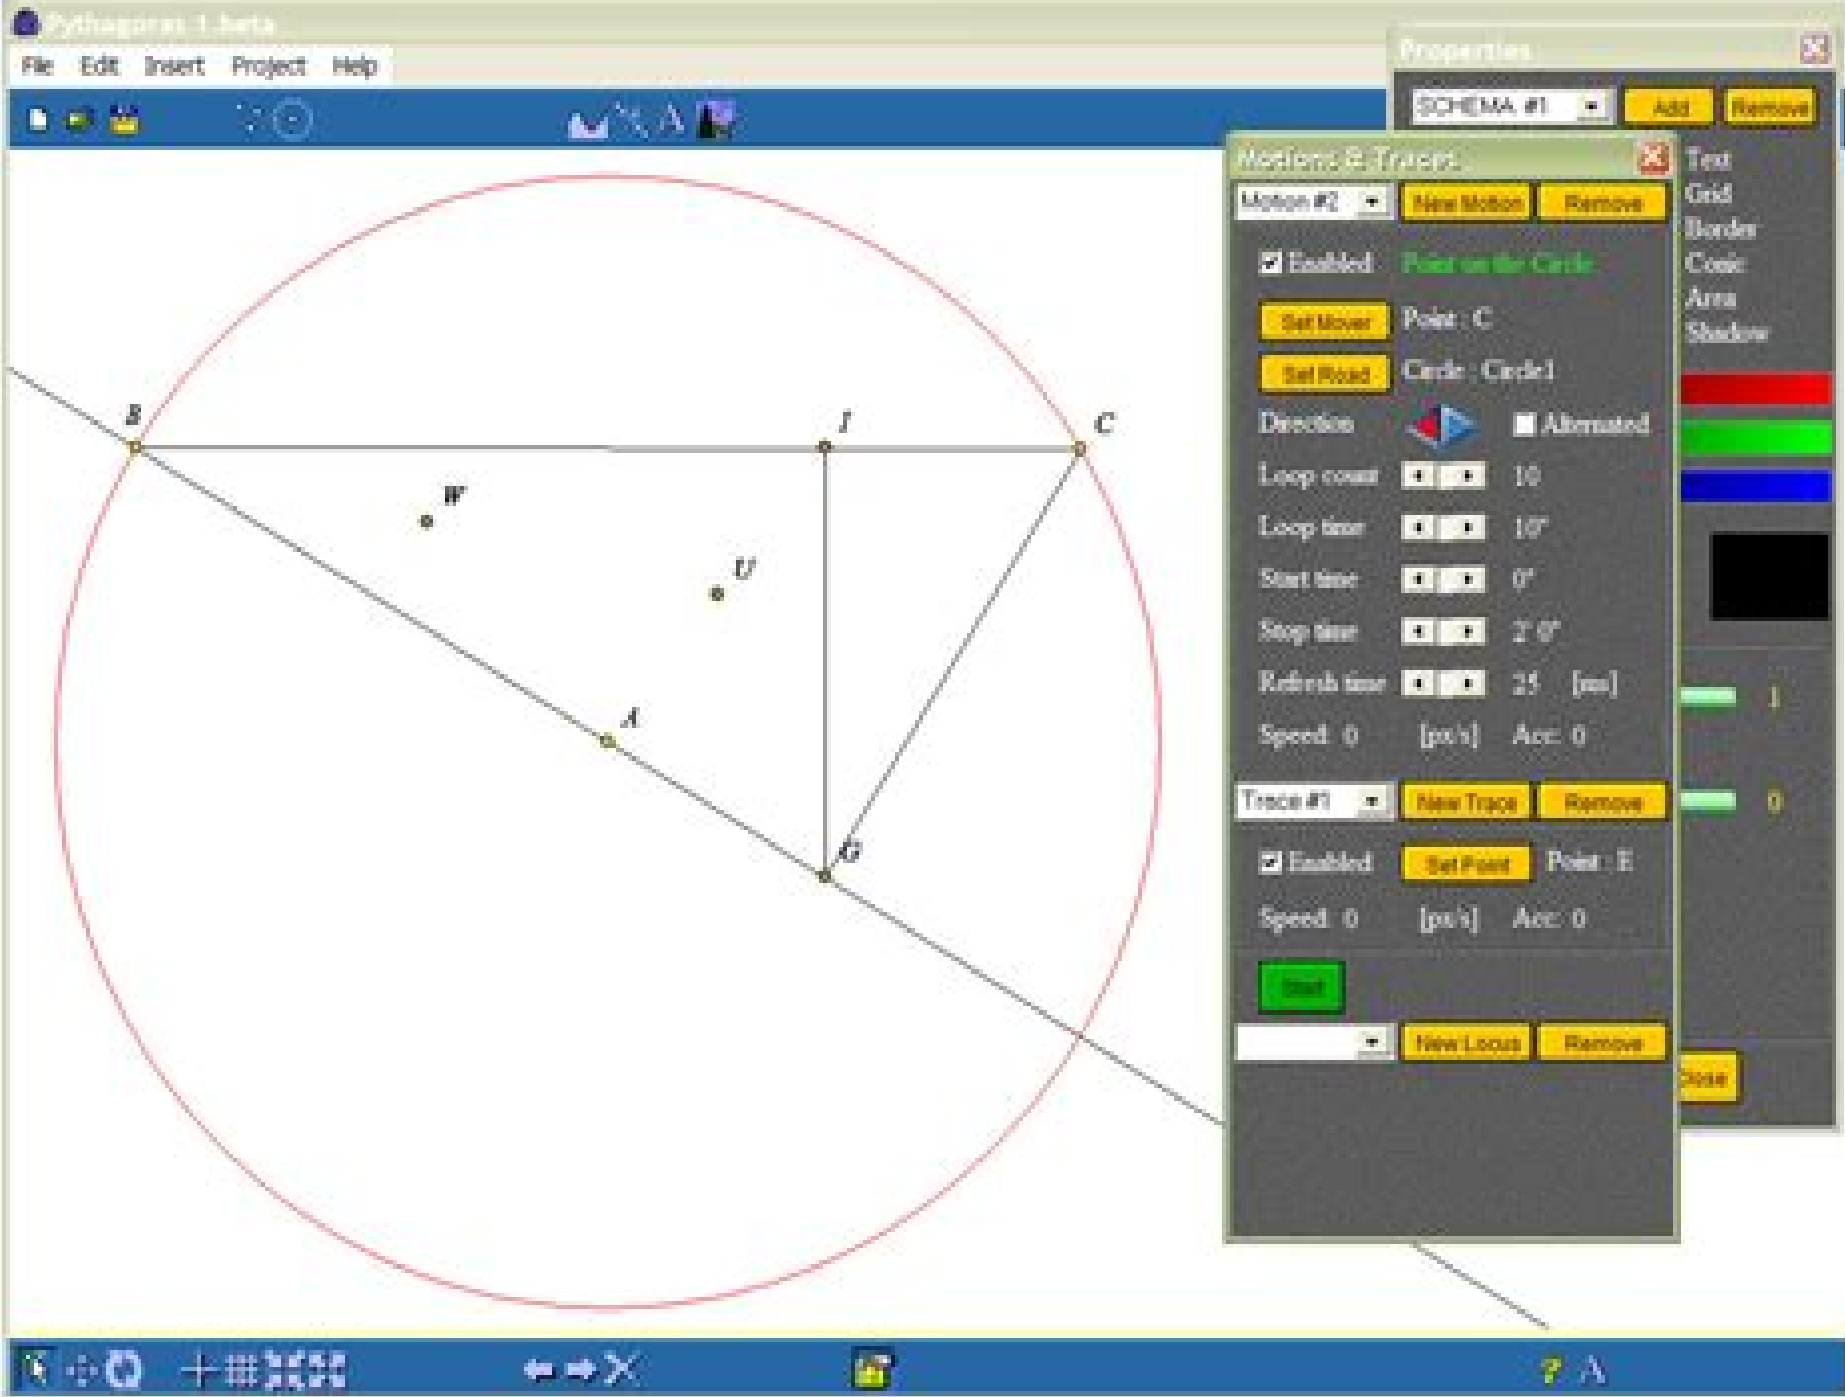 Pythagoras 1.beta
File Edit Insert Project Help
Properties
SCHEMA #1 Add Remove
Text
Grid
Border
Conic
Area
Shadow
1
0
Close
Motions & Traces
Motion #2 New Motion Remove
Enabled Point on the Circle
Set Mover Point : C
Set Road Circle : Circle1
Direction Alternated
Loop count 10
Loop time 10"
Start time 0"
Stop time 2' 0"
Refresh time 25 [ms]
Speed: 0 [px/s] Acc: 0
Trace #1 New Trace Remove
Enabled Set Point Point : E
Speed: 0 [px/s] Acc: 0
Start
New Locus Remove
B
I
C
W
U
A
G
A
? A